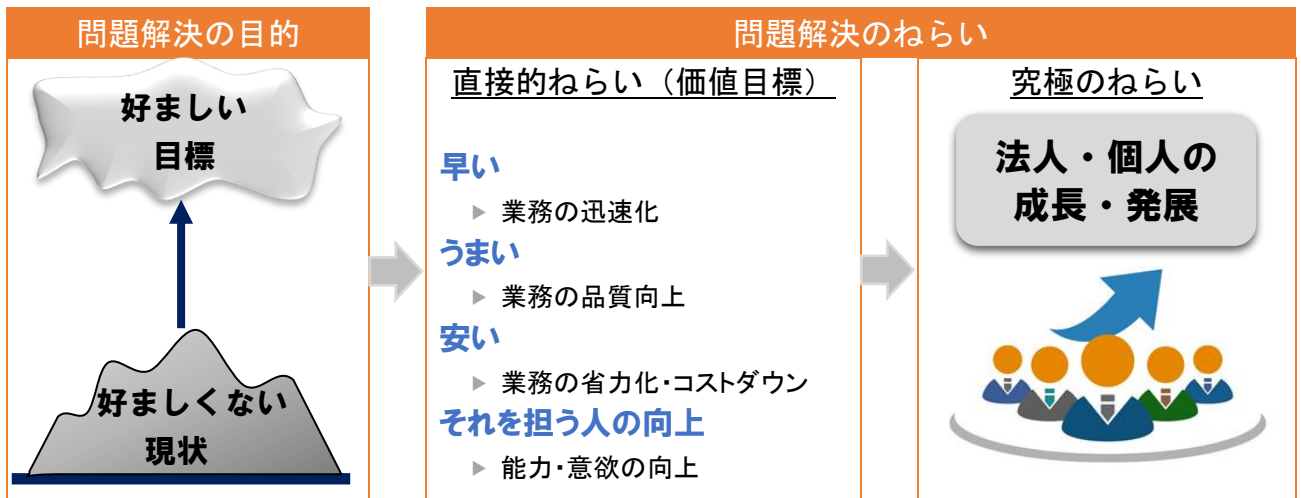 問題解決の目的
好ましい
目標
好ましくない
現状
問題解決のねらい
直接的ねらい（価値目標）
早い
▶ 業務の迅速化
うまい
▶ 業務の品質向上
安い
▶ 業務の省力化・コストダウン
それを担う人の向上
▶ 能力・意欲の向上
究極のねらい
法人・個人の
成長・発展